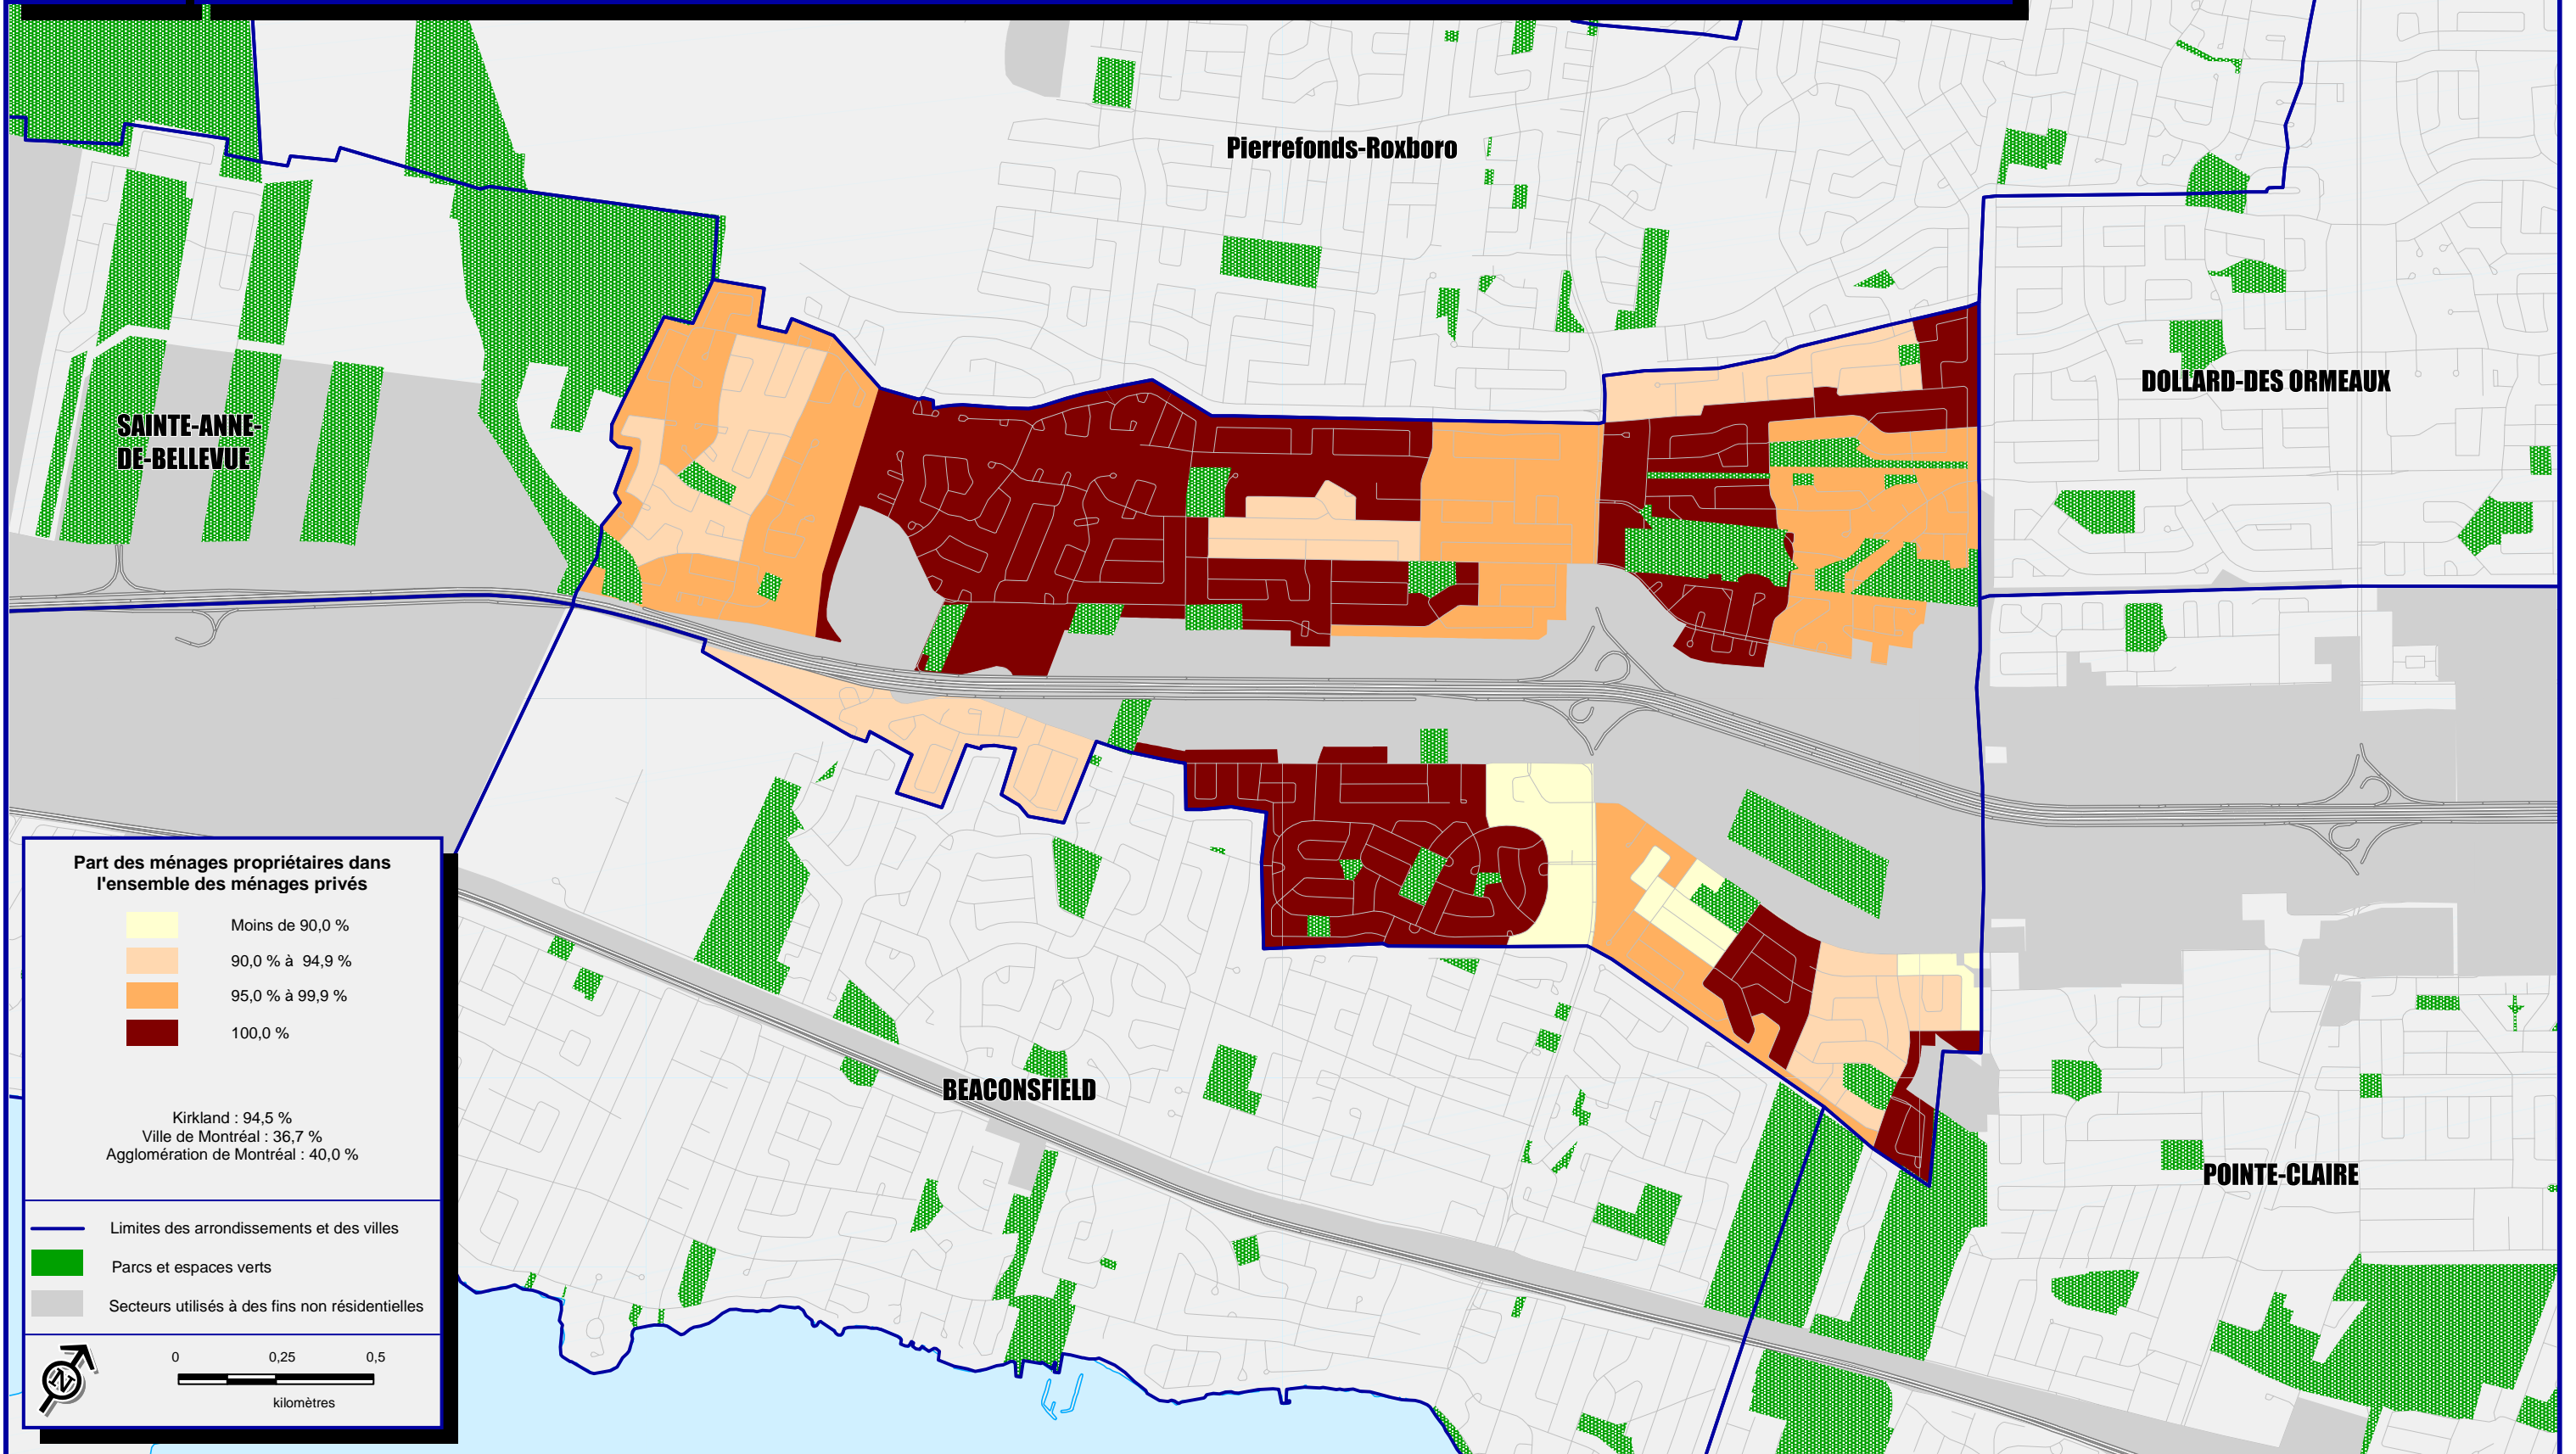 Pierrefonds-Roxboro
DOLLARD-DES ORMEAUX
SAINTE-ANNE-
DE-BELLEVUE
BEACONSFIELD
POINTE-CLAIRE
Part des ménages propriétaires dans
l'ensemble des ménages privés
Moins de 90,0 %
90,0 % à 94,9 %
95,0 % à 99,9 %
100,0 %
Kirkland : 94,5 %
Ville de Montréal : 36,7 %
Agglomération de Montréal : 40,0 %
Limites des arrondissements et des villes
Parcs et espaces verts
Secteurs utilisés à des fins non résidentielles
N
0 0,25 0,5
kilomètres